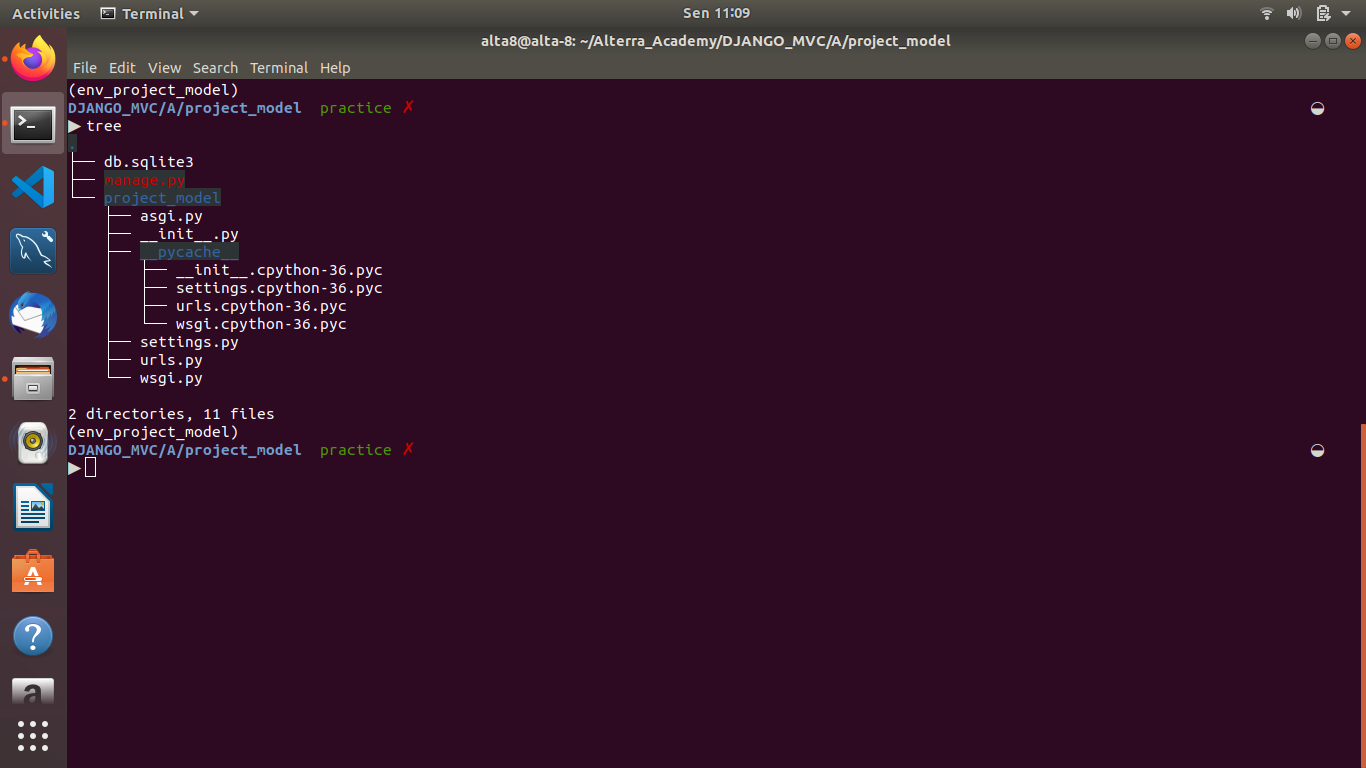 Activities Terminal Sen 11:09
alta8@alta-8: ~/Alterra_Academy/DJANGO_MVC/A/project_model
File Edit View Search Terminal Help
(env_project_model)
DJANGO_MVC/A/project_model practice ✗
▶ tree
.
├── db.sqlite3
├── manage.py
└── project_model
    ├── asgi.py
    ├── __init__.py
    ├── __pycache__
    │   ├── __init__.cpython-36.pyc
    │   ├── settings.cpython-36.pyc
    │   ├── urls.cpython-36.pyc
    │   └── wsgi.cpython-36.pyc
    ├── settings.py
    ├── urls.py
    └── wsgi.py
2 directories, 11 files
(env_project_model)
DJANGO_MVC/A/project_model practice ✗
▶